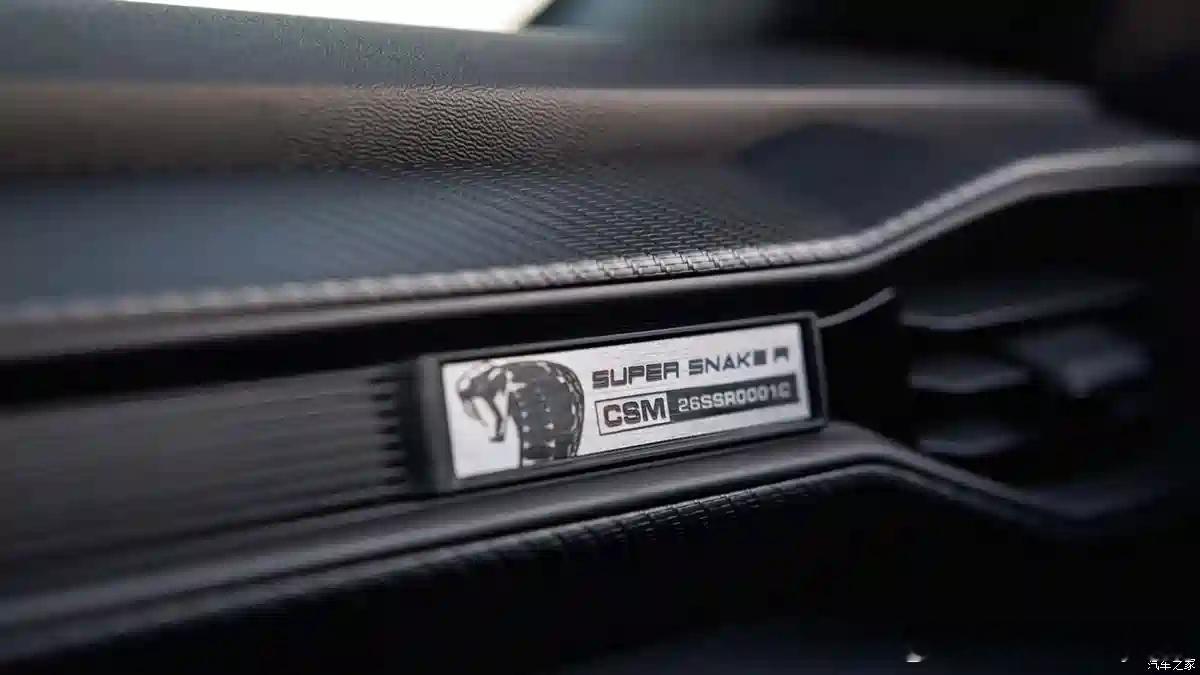 SUPER SNAKE R
CSM 26SSR0001C
汽车之家